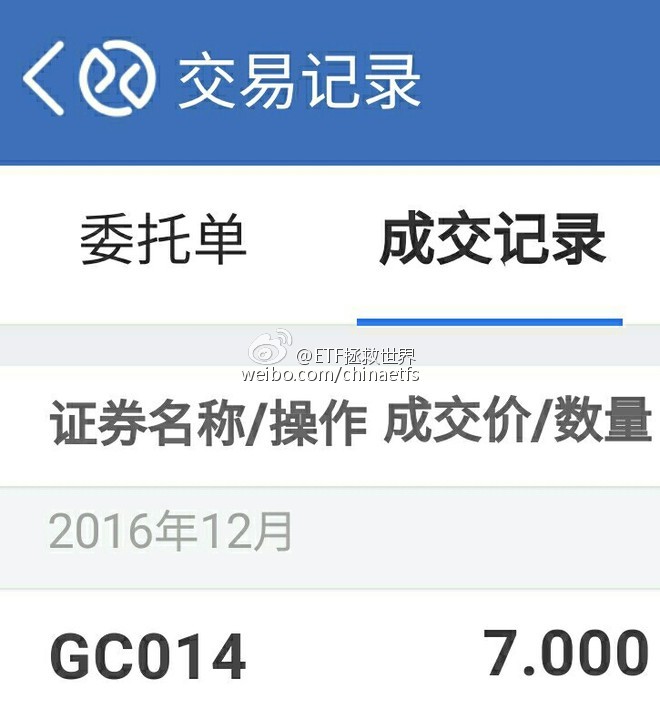 交易记录
委托单 成交记录
@ETF拯救世界
weibo.com/chinaetfs
证券名称/操作 成交价/数量
2016年12月
GC014 7.000